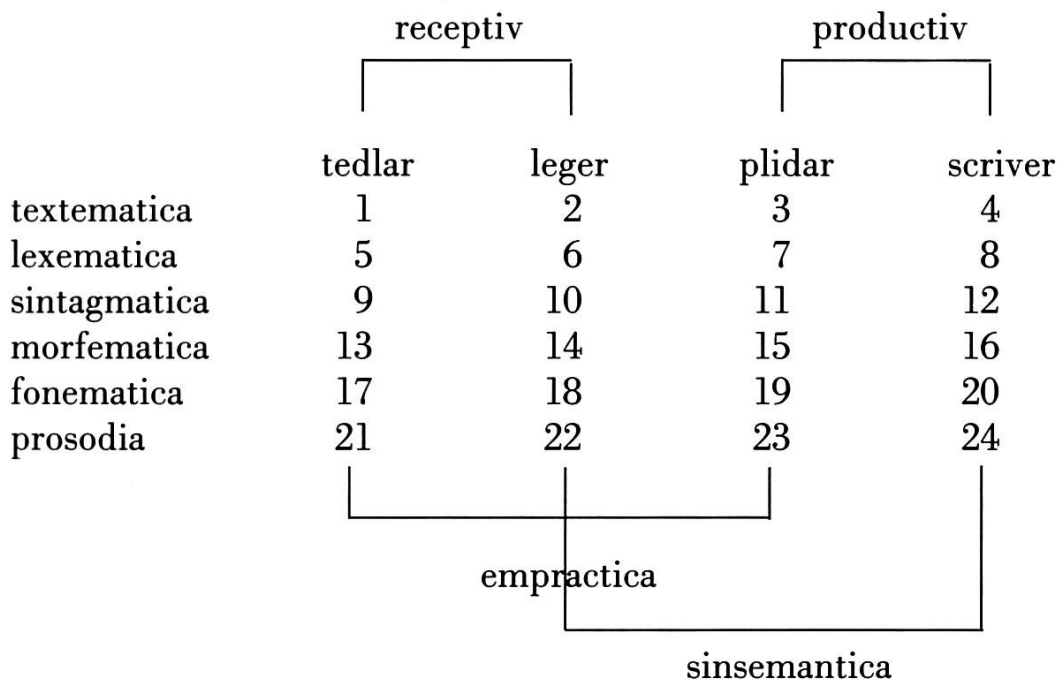 receptiv productiv
tedlar leger plidar scriver
textematica 1 2 3 4
lexematica 5 6 7 8
sintagmatica 9 10 11 12
morfematica 13 14 15 16
fonematica 17 18 19 20
prosodia 21 22 23 24
empractica
sinsemantica